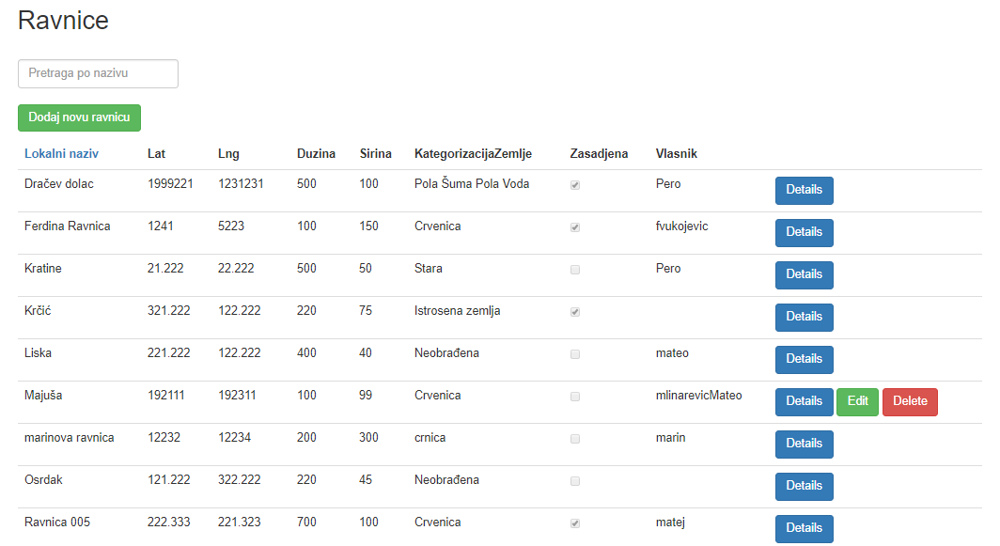 Ravnice
Pretraga po nazivu
Dodaj novu ravnicu
Lokalni naziv Lat Lng Duzina Sirina KategorizacijaZemlje Zasadjena Vlasnik
Dračev dolac 1999221 1231231 500 100 Pola Šuma Pola Voda Pero Details
Ferdina Ravnica 1241 5223 100 150 Crvenica fvukojevic Details
Kratine 21.222 22.222 500 50 Stara Pero Details
Krčić 321.222 122.222 220 75 Istrosena zemlja Details
Liska 221.222 122.222 400 40 Neobrađena mateo Details
Majuša 192111 192311 100 99 Crvenica mlinarevicMateo Details Edit Delete
marinova ravnica 12232 12234 200 300 crnica marin Details
Osrdak 121.222 322.222 220 45 Neobrađena Details
Ravnica 005 222.333 221.323 700 100 Crvenica matej Details